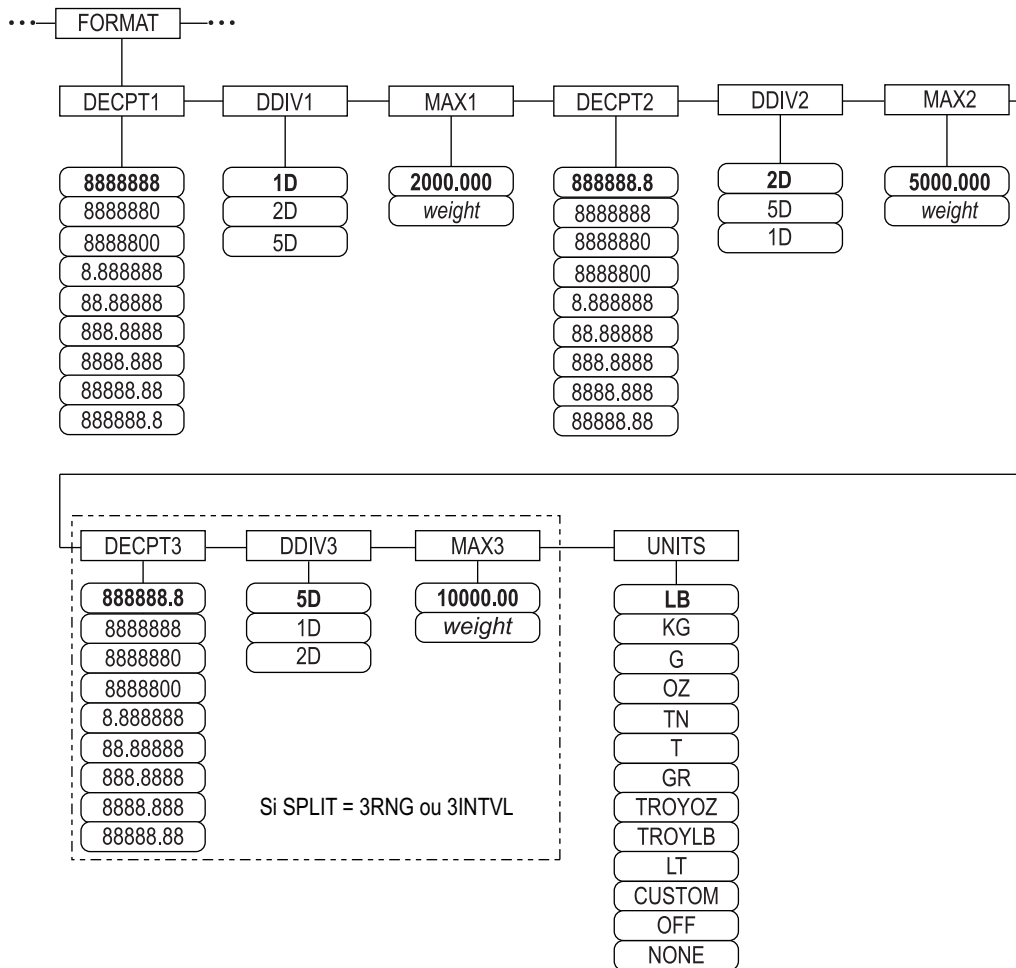 ••• FORMAT •••
DECPT1 DDIV1 MAX1 DECPT2 DDIV2 MAX2
8888888 1D 2000.000 888888.8 2D 5000.000
8888880 2D weight 8888888 5D weight
8888800 5D 8888880 1D
8.888888 8888800
88.88888 8.888888
888.8888 88.88888
8888.888 888.8888
88888.88 8888.888
888888.8 88888.88
DECPT3 DDIV3 MAX3 UNITS
888888.8 5D 10000.00 LB
8888888 1D weight KG
8888880 2D G
8888800 OZ
8.888888 TN
88.88888 T
888.8888 GR
8888.888 Si SPLIT = 3RNG ou 3INTVL TROYOZ
88888.88 TROYLB
LT
CUSTOM
OFF
NONE